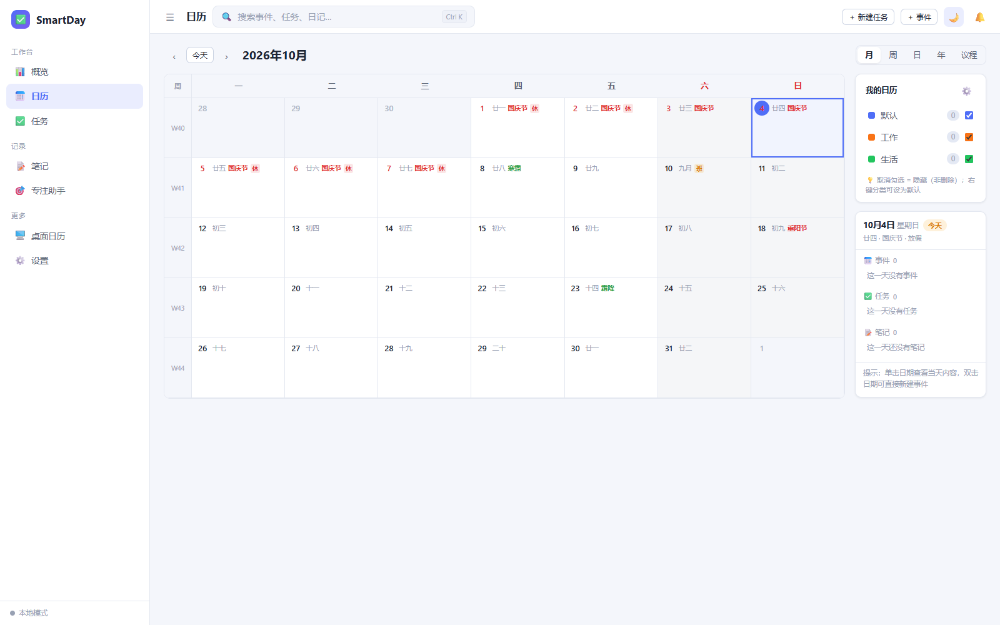 SmartDay
工作台
概览
日历
任务
记录
笔记
专注助手
更多
桌面日历
设置
本地模式
☰ 日历
搜索事件、任务、日记... Ctrl K
+ 新建任务
+ 事件
‹ 今天 › 2026年10月
月 周 日 年 议程
周 一 二 三 四 五 六 日
W40
28
29
30
1 廿一 国庆节 休
2 廿二 国庆节 休
3 廿三 国庆节
4 廿四 国庆节
W41
5 廿五 国庆节 休
6 廿六 国庆节 休
7 廿七 国庆节 休
8 廿八 寒露
9 廿九
10 九月 班
11 初二
W42
12 初三
13 初四
14 初五
15 初六
16 初七
17 初八
18 初九 重阳节
W43
19 初十
20 十一
21 十二
22 十三
23 十四 霜降
24 十五
25 十六
W44
26 十七
27 十八
28 十九
29 二十
30 廿一
31 廿二
1
我的日历
默认 0
工作 0
生活 0
取消勾选 = 隐藏（非删除）；右
键分类可设为默认
10月4日 星期日 今天
廿四 · 国庆节 · 放假
事件 0
这一天没有事件
任务 0
这一天没有任务
笔记 0
这一天还没有笔记
提示：单击日期查看当天内容，双击
日期可直接新建事件